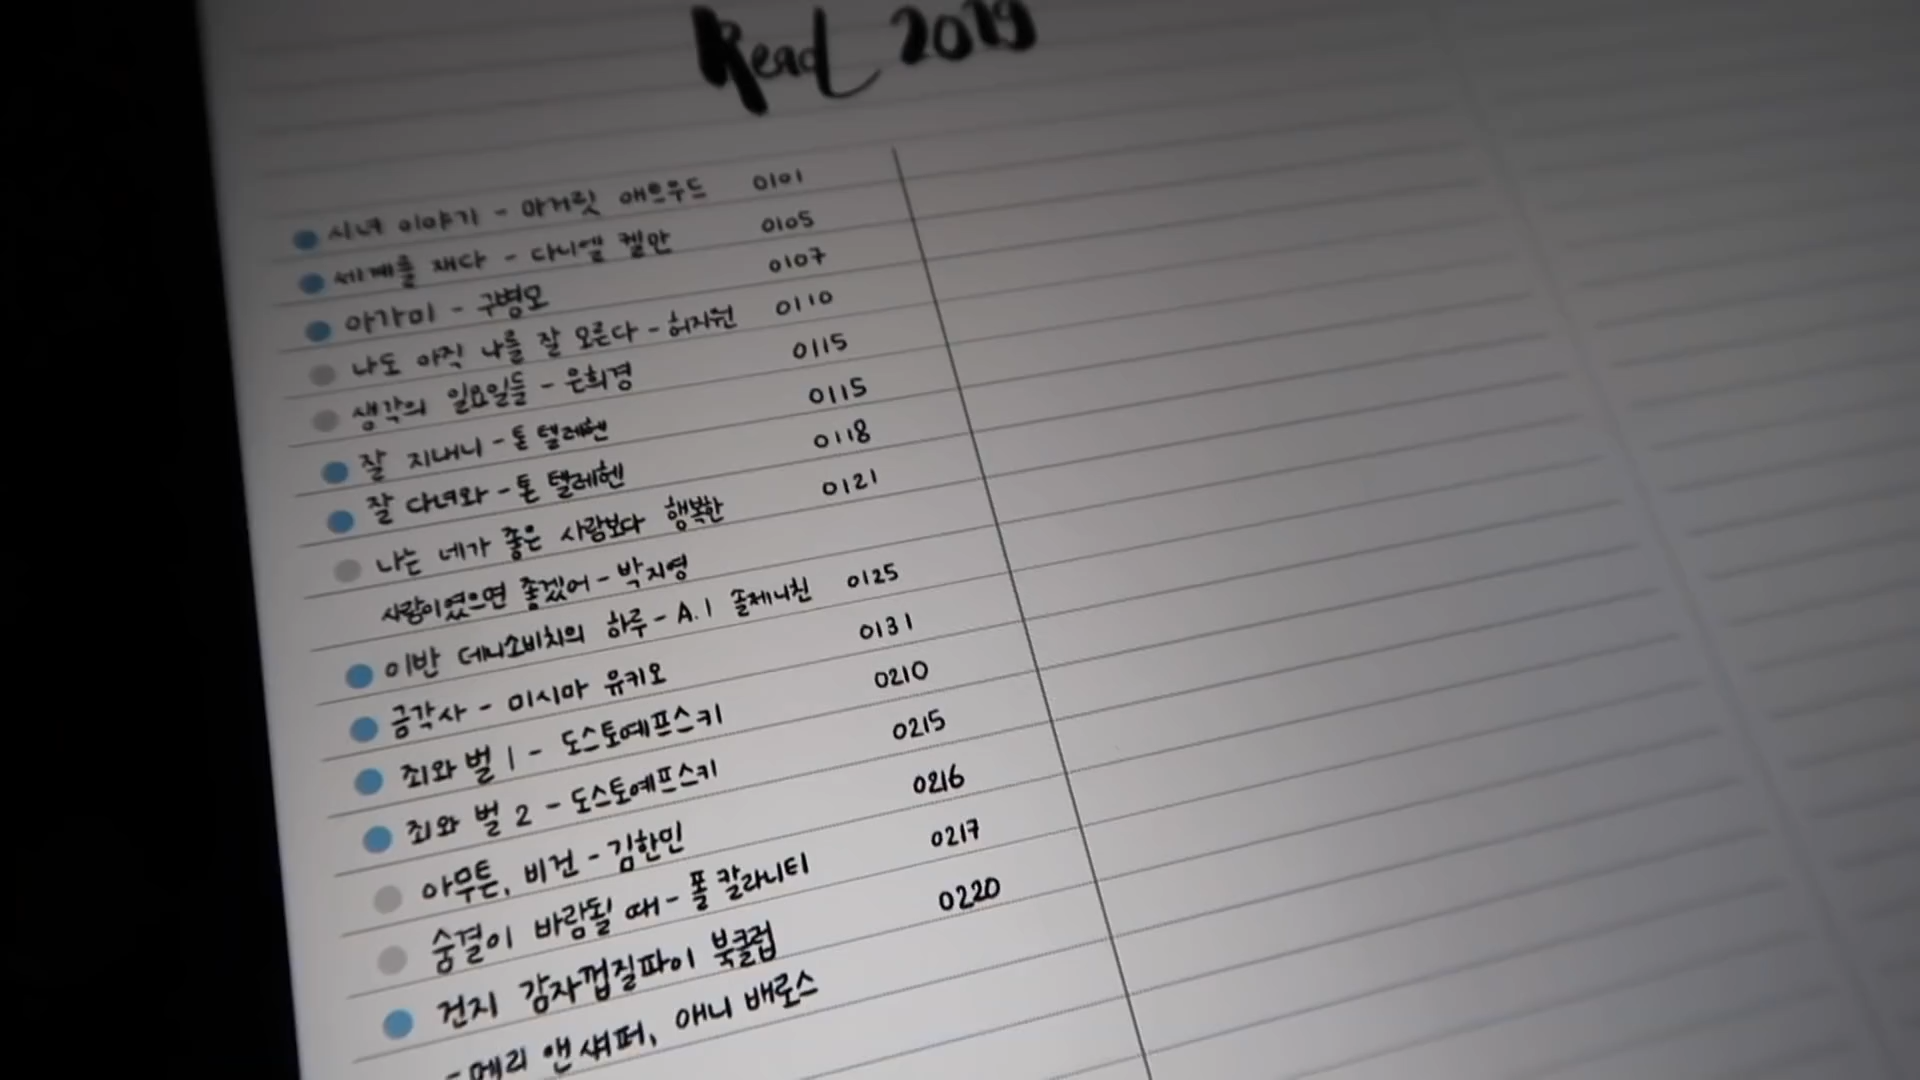 Read 2019
시녀 이야기 - 마거릿 애트우드 0101
세계를 재다 - 다니엘 켈만 0105
아가미 - 구병모 0107
나도 아직 나를 잘 모른다 - 허지원 0110
생각의 일요일들 - 은희경 0115
잘 지내니 - 톤 텔레헨 0115
잘 다녀와 - 톤 텔레헨 0118
나는 네가 좋은 사람보다 행복한 0121
사람이었으면 좋겠어 - 박지영
이반 데니소비치의 하루 - A.I 솔제니친 0125
금각사 - 미시마 유키오 0131
죄와 벌 1 - 도스토예프스키 0210
죄와 벌 2 - 도스토예프스키 0215
아무튼, 비건 - 김한민 0216
숨결이 바람될 때 - 폴 칼라니티 0217
건지 감자껍질파이 북클럽 0220
- 메리 앤 셰퍼, 애니 배로스